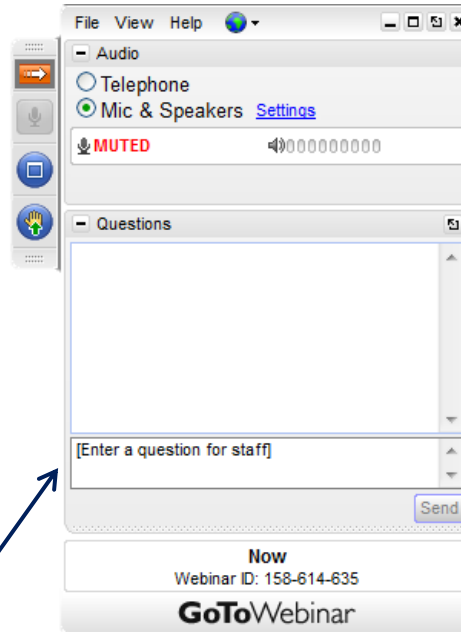 File View Help
Audio
Telephone
Mic & Speakers Settings
MUTED 000000000
Questions
[Enter a question for staff]
Send
Now
Webinar ID: 158-614-635
GoToWebinar